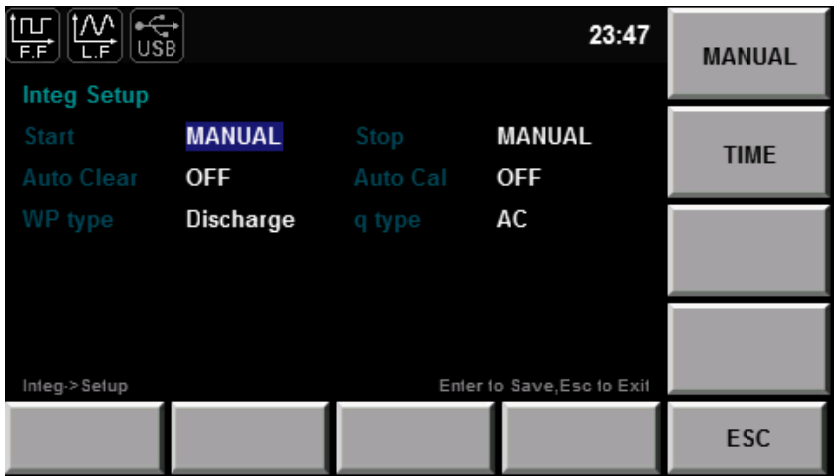 F.F L.F USB 23:47
MANUAL
Integ Setup
Start MANUAL Stop MANUAL
TIME
Auto Clear OFF Auto Cal OFF
WP type Discharge q type AC
Integ->Setup Enter to Save,Esc to Exit
ESC